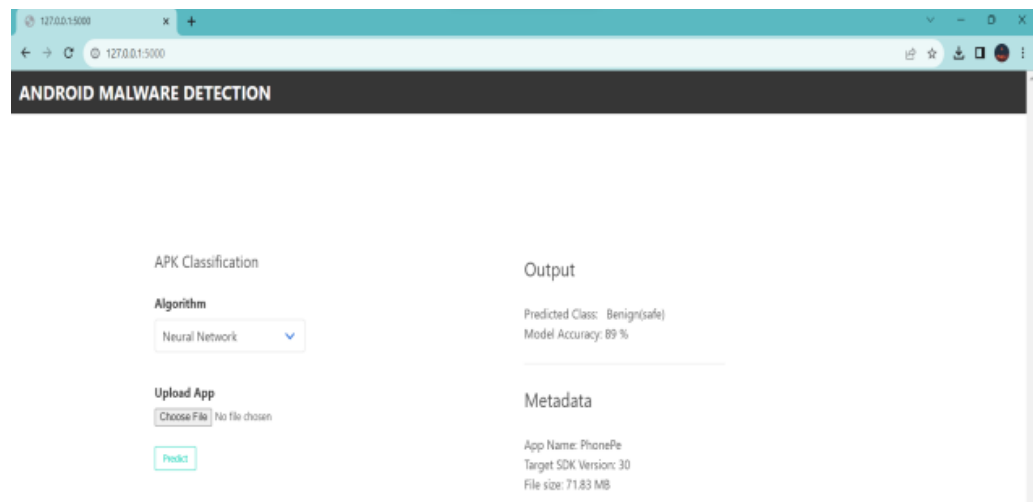 127.0.0.1:5000
127.0.0.1:5000
ANDROID MALWARE DETECTION
APK Classification
Algorithm
Neural Network
Upload App
Choose File No file chosen
Predict
Output
Predicted Class: Benign(safe)
Model Accuracy: 89 %
Metadata
App Name: PhonePe
Target SDK Version: 30
File size: 71.83 MB